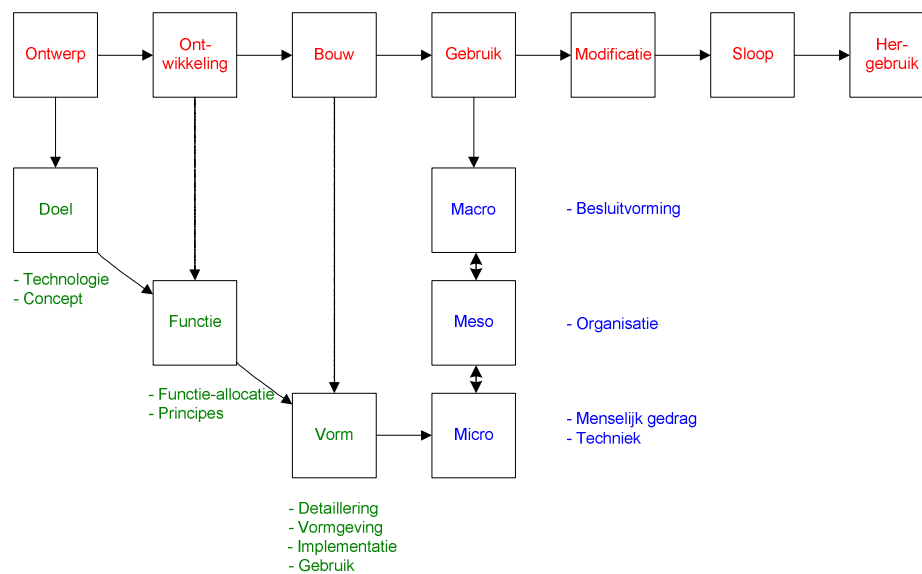 Ontwerp
Ont-
wikkeling
Bouw
Gebruik
Modificatie
Sloop
Her-
gebruik
Doel
Macro
- Besluitvorming
- Technologie
- Concept
Functie
Meso
- Organisatie
- Functie-allocatie
- Principes
Vorm
Micro
- Menselijk gedrag
- Techniek
- Detaillering
- Vormgeving
- Implementatie
- Gebruik